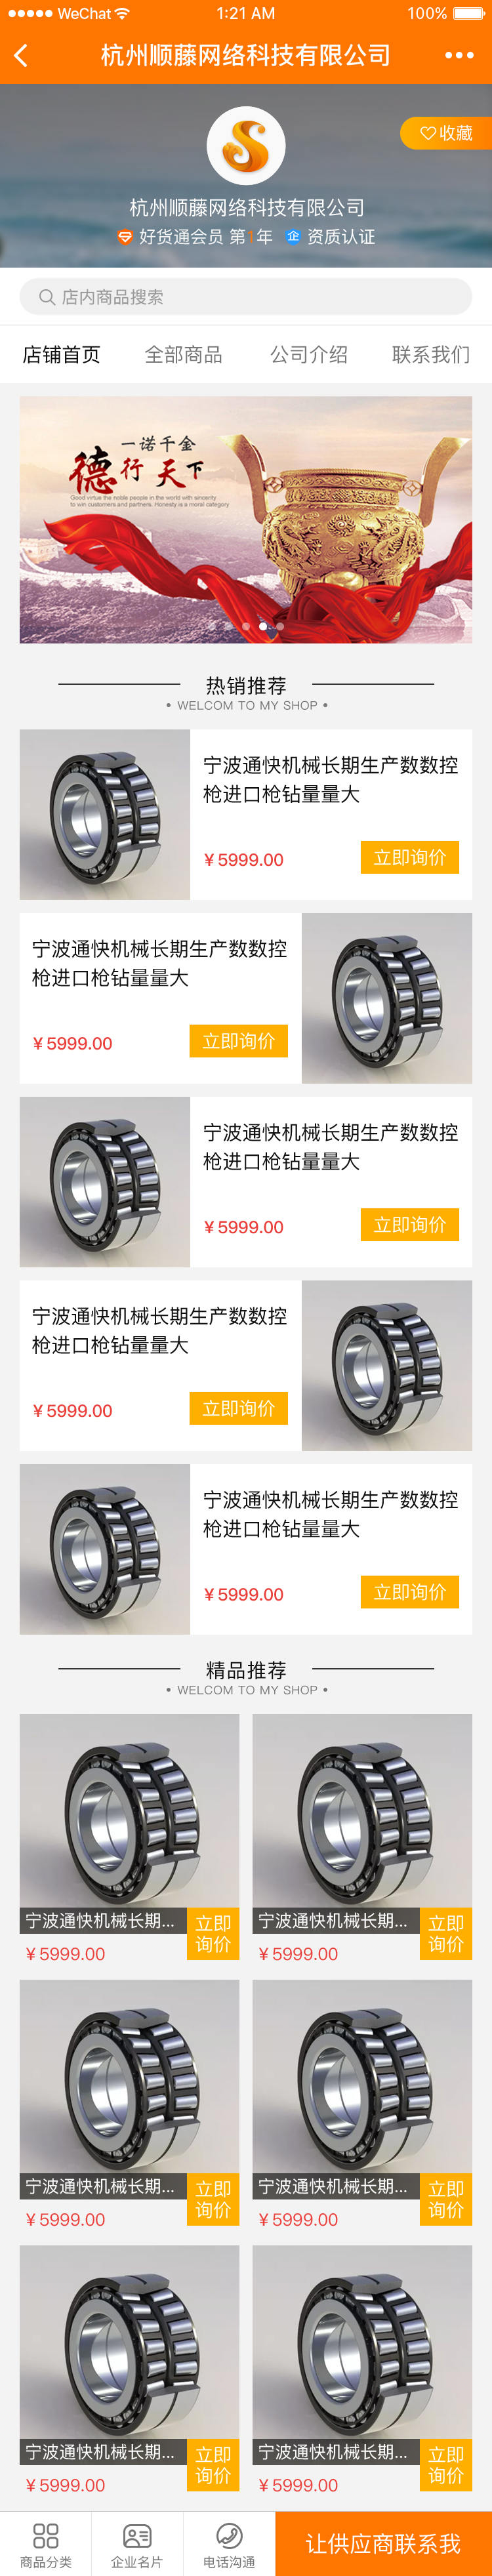 WeChat 1:21 AM 100%
杭州顺藤网络科技有限公司
收藏
杭州顺藤网络科技有限公司
好货通会员 第1年 企 资质认证
店内商品搜索
店铺首页 全部商品 公司介绍 联系我们
一诺千金
德行天下
Good virtue the noble people in the world with sincerity
to win customers and partners. Honesty is a moral category
热销推荐
• WELCOM TO MY SHOP •
宁波通快机械长期生产数数控
枪进口枪钻量量大
¥5999.00 立即询价
宁波通快机械长期生产数数控
枪进口枪钻量量大
¥5999.00 立即询价
宁波通快机械长期生产数数控
枪进口枪钻量量大
¥5999.00 立即询价
宁波通快机械长期生产数数控
枪进口枪钻量量大
¥5999.00 立即询价
宁波通快机械长期生产数数控
枪进口枪钻量量大
¥5999.00 立即询价
精品推荐
• WELCOM TO MY SHOP •
宁波通快机械长期...
¥5999.00
立即
询价
宁波通快机械长期...
¥5999.00
立即
询价
宁波通快机械长期...
¥5999.00
立即
询价
宁波通快机械长期...
¥5999.00
立即
询价
宁波通快机械长期...
¥5999.00
立即
询价
宁波通快机械长期...
¥5999.00
立即
询价
商品分类 企业名片 电话沟通 让供应商联系我